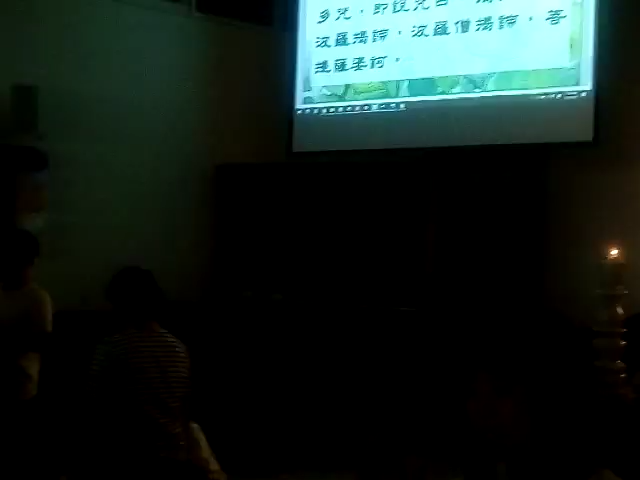 多咒，即說咒曰
波羅揭諦，波羅僧揭諦，菩
提薩婆訶。